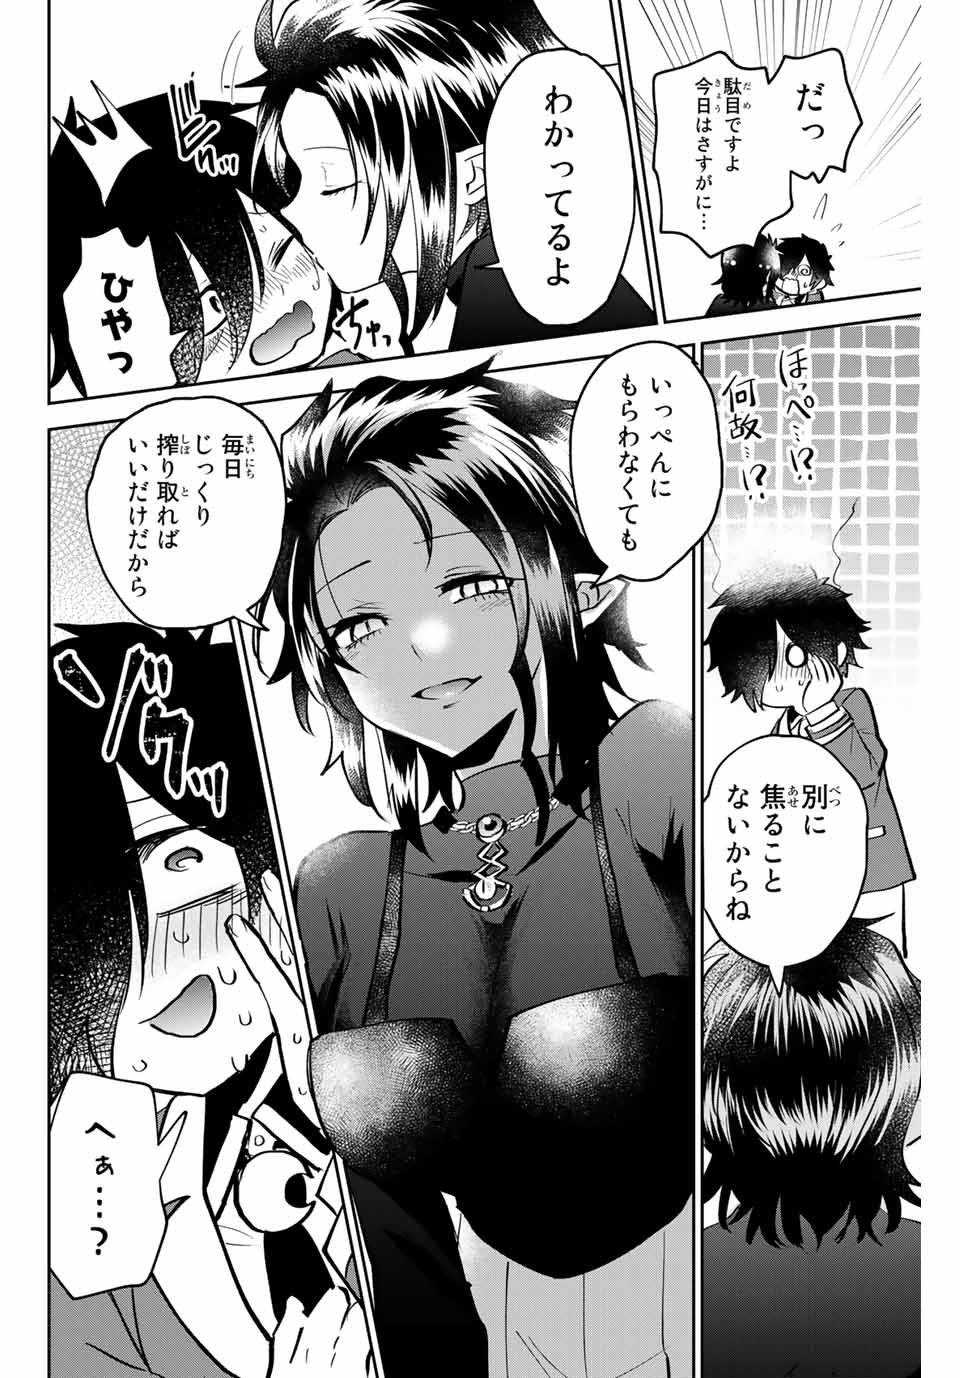 だっ
駄目ですよ
今日はさすがに…
わかってるよ
ちゅっ
ひやっ
ほっぺ…!?
何故…!?
別に
焦ること
ないからね
いっぺんに
もらわなくても
毎日
じっくり
搾り取れば
いいだけだから
ゾクッ
へぁ…?